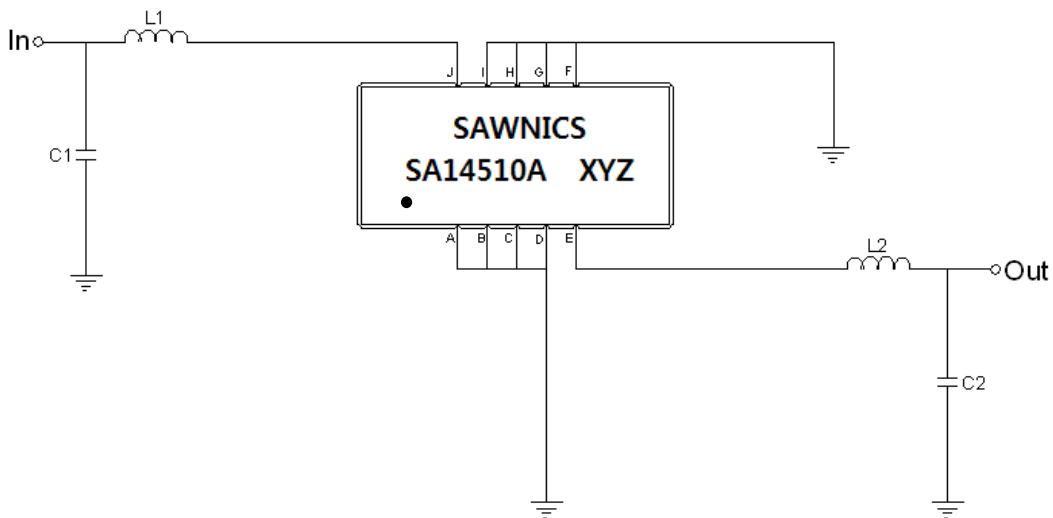 L1
In
J I H G F
SAWNICS
C1
SA14510A XYZ
A B C D E
L2
Out
C2